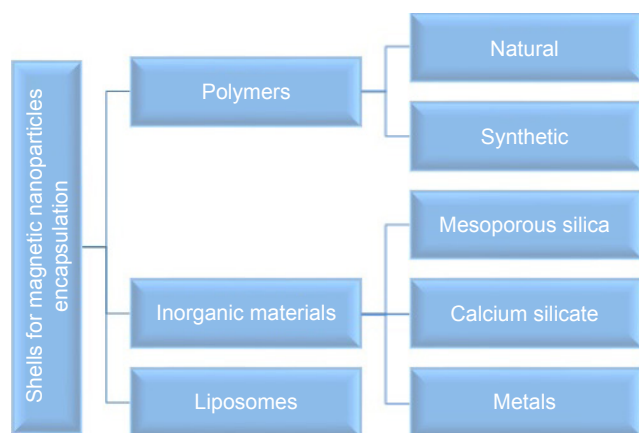 Shells for magnetic nanoparticles
encapsulation
Polymers
Natural
Synthetic
Inorganic materials
Mesoporous silica
Calcium silicate
Metals
Liposomes